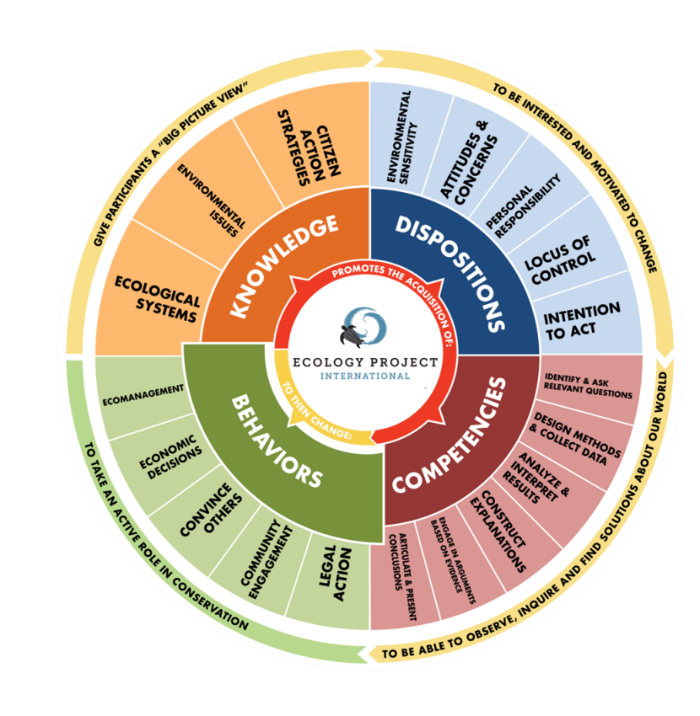 GIVE PARTICIPANTS A "BIG PICTURE VIEW"
TO BE INTERESTED AND MOTIVATED TO CHANGE
TO BE ABLE TO OBSERVE, INQUIRE AND FIND SOLUTIONS ABOUT OUR WORLD
TO TAKE AN ACTIVE ROLE IN CONSERVATION
KNOWLEDGE
ECOLOGICAL
SYSTEMS
ENVIRONMENTAL
ISSUES
CITIZEN
ACTION
STRATEGIES
DISPOSITIONS
ENVIRONMENTAL
SENSITIVITY
ATTITUDES &
CONCERNS
PERSONAL
RESPONSIBILITY
LOCUS OF
CONTROL
INTENTION
TO ACT
COMPETENCIES
IDENTIFY & ASK
RELEVANT QUESTIONS
DESIGN METHODS
& COLLECT DATA
ANALYZE &
INTERPRET
RESULTS
CONSTRUCT
EXPLANATIONS
ENGAGE IN ARGUMENTS
BASED ON EVIDENCE
ARTICULATE & PRESENT
CONCLUSIONS
BEHAVIORS
LEGAL
ACTION
COMMUNITY
ENGAGEMENT
CONVINCE
OTHERS
ECONOMIC
DECISIONS
ECOMANAGEMENT
PROMOTES THE ACQUISITION OF:
TO THEN CHANGE:
ECOLOGY PROJECT
INTERNATIONAL